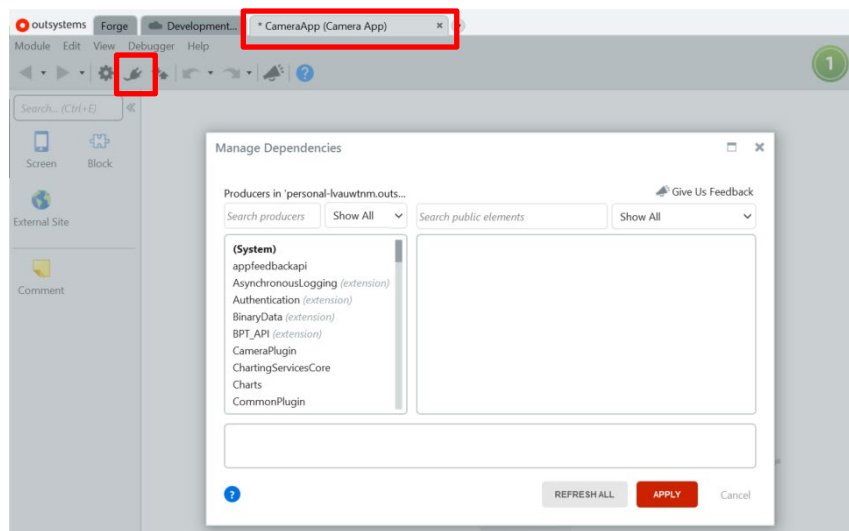 outsystems Forge Development... * CameraApp (Camera App)
Module Edit View Debugger Help
1
Search... (Ctrl+E)
Screen Block
External Site
Comment
Manage Dependencies
Producers in 'personal-lvauwtnm.outs...
Give Us Feedback
Search producers Show All Search public elements Show All
(System)
appfeedbackapi
AsynchronousLogging (extension)
Authentication (extension)
BinaryData (extension)
BPT_API (extension)
CameraPlugin
ChartingServicesCore
Charts
CommonPlugin
REFRESH ALL APPLY Cancel